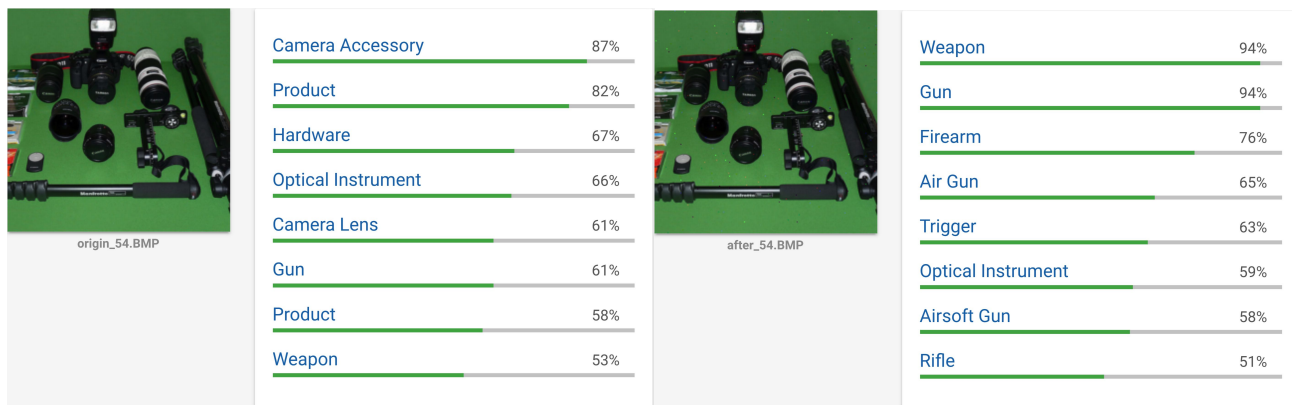 Camera Accessory 87%
Product 82%
Hardware 67%
Optical Instrument 66%
Camera Lens 61%
Gun 61%
Product 58%
Weapon 53%
Manfrotto
origin_54.BMP
Weapon 94%
Gun 94%
Firearm 76%
Air Gun 65%
Trigger 63%
Optical Instrument 59%
Airsoft Gun 58%
Rifle 51%
Manfrotto
after_54.BMP